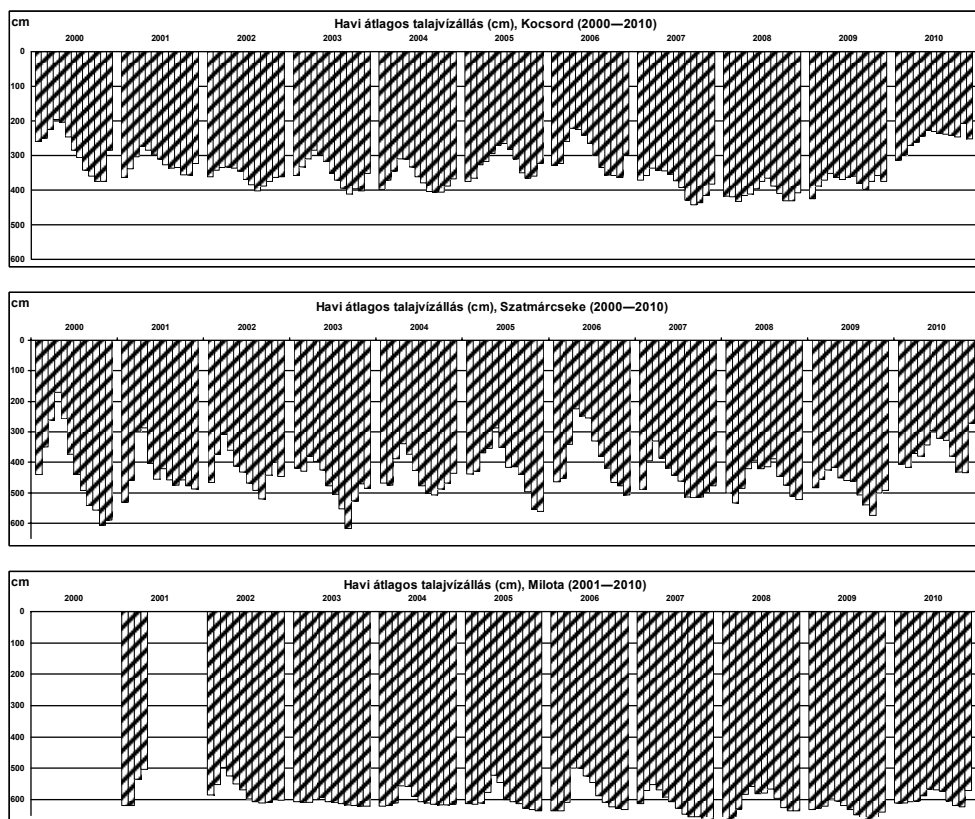 cm
Havi átlagos talajvízállás (cm), Kocsord (2000—2010)
2000 2001 2002 2003 2004 2005 2006 2007 2008 2009 2010
0
100
200
300
400
500
600
cm
Havi átlagos talajvízállás (cm), Szatmárcseke (2000—2010)
2000 2001 2002 2003 2004 2005 2006 2007 2008 2009 2010
0
100
200
300
400
500
600
cm
Havi átlagos talajvízállás (cm), Milota (2001—2010)
2000 2001 2002 2003 2004 2005 2006 2007 2008 2009 2010
0
100
200
300
400
500
600